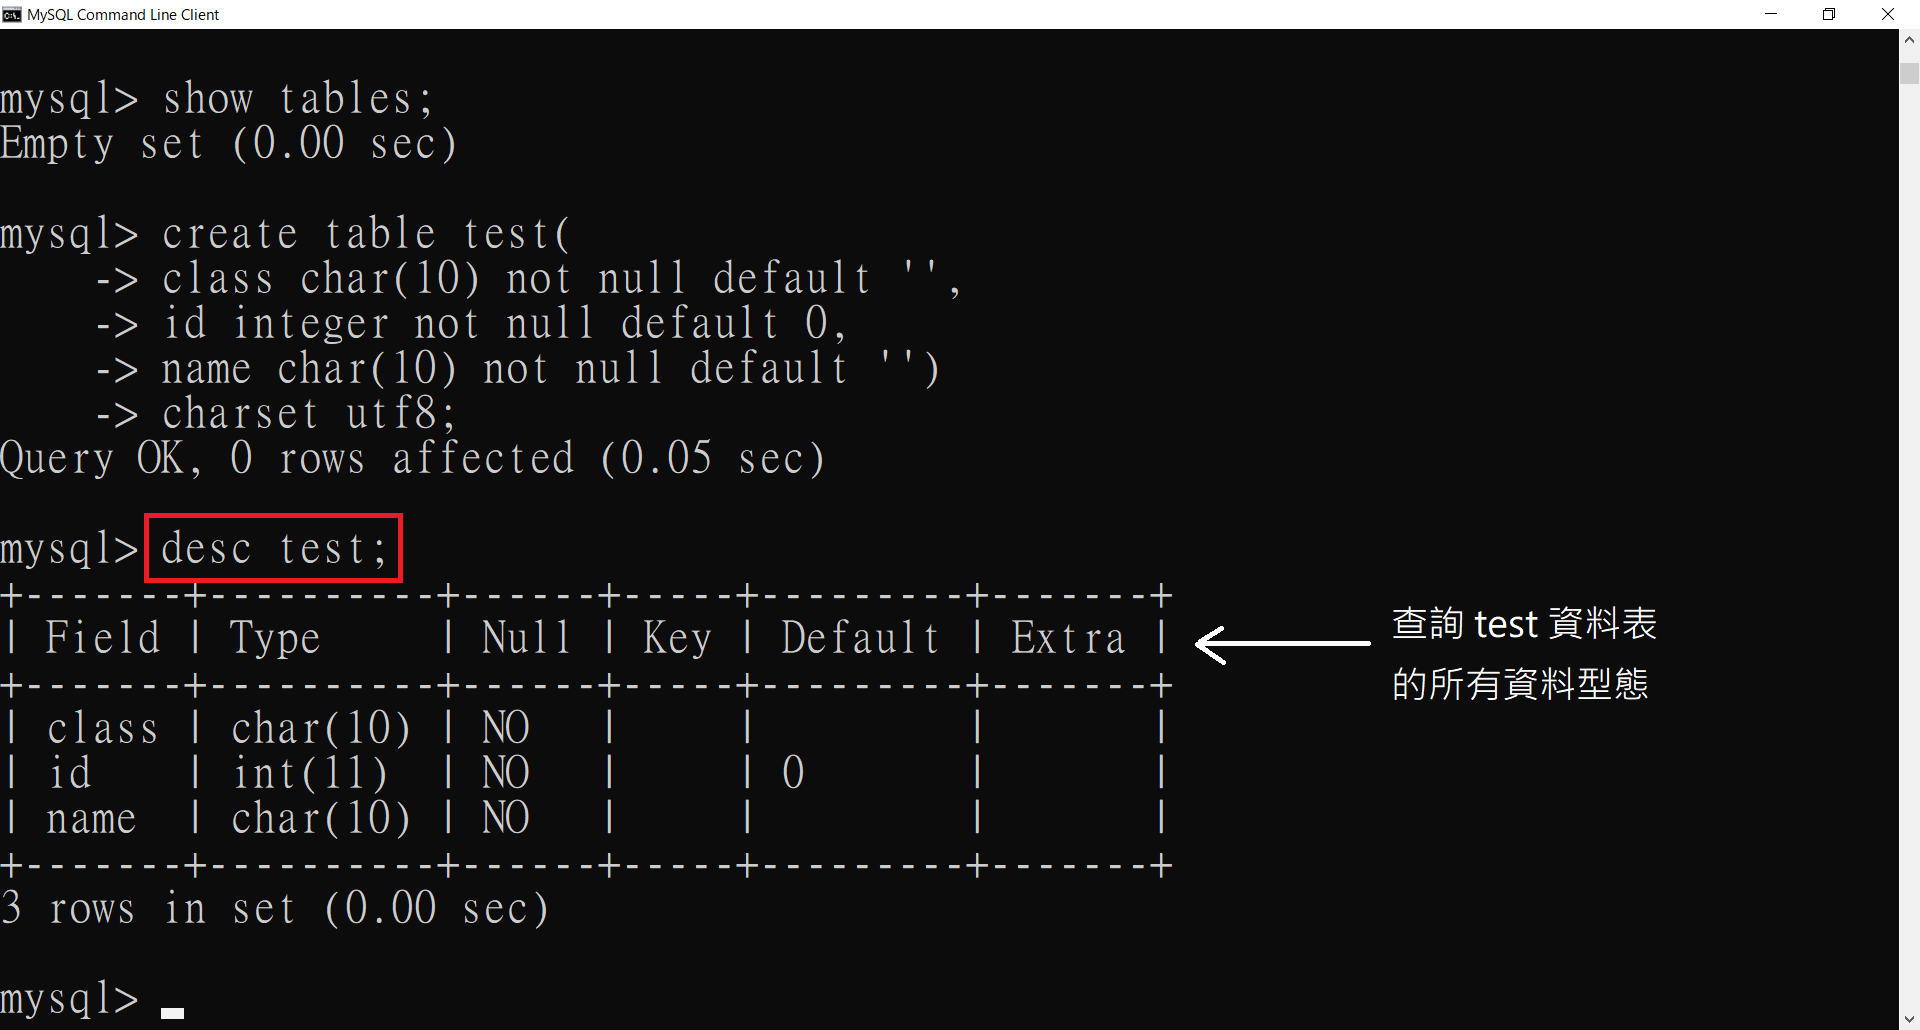 MySQL Command Line Client
mysql> show tables;
Empty set (0.00 sec)
mysql> create table test(
    -> class char(10) not null default '',
    -> id integer not null default 0,
    -> name char(10) not null default '')
    -> charset utf8;
Query OK, 0 rows affected (0.05 sec)
mysql> desc test;
+-------+----------+------+-----+---------+-------+
| Field | Type     | Null | Key | Default | Extra |
+-------+----------+------+-----+---------+-------+
| class | char(10) | NO   |     |         |       |
| id    | int(11)  | NO   |     | 0       |       |
| name  | char(10) | NO   |     |         |       |
+-------+----------+------+-----+---------+-------+
查詢 test 資料表
的所有資料型態
3 rows in set (0.00 sec)
mysql>